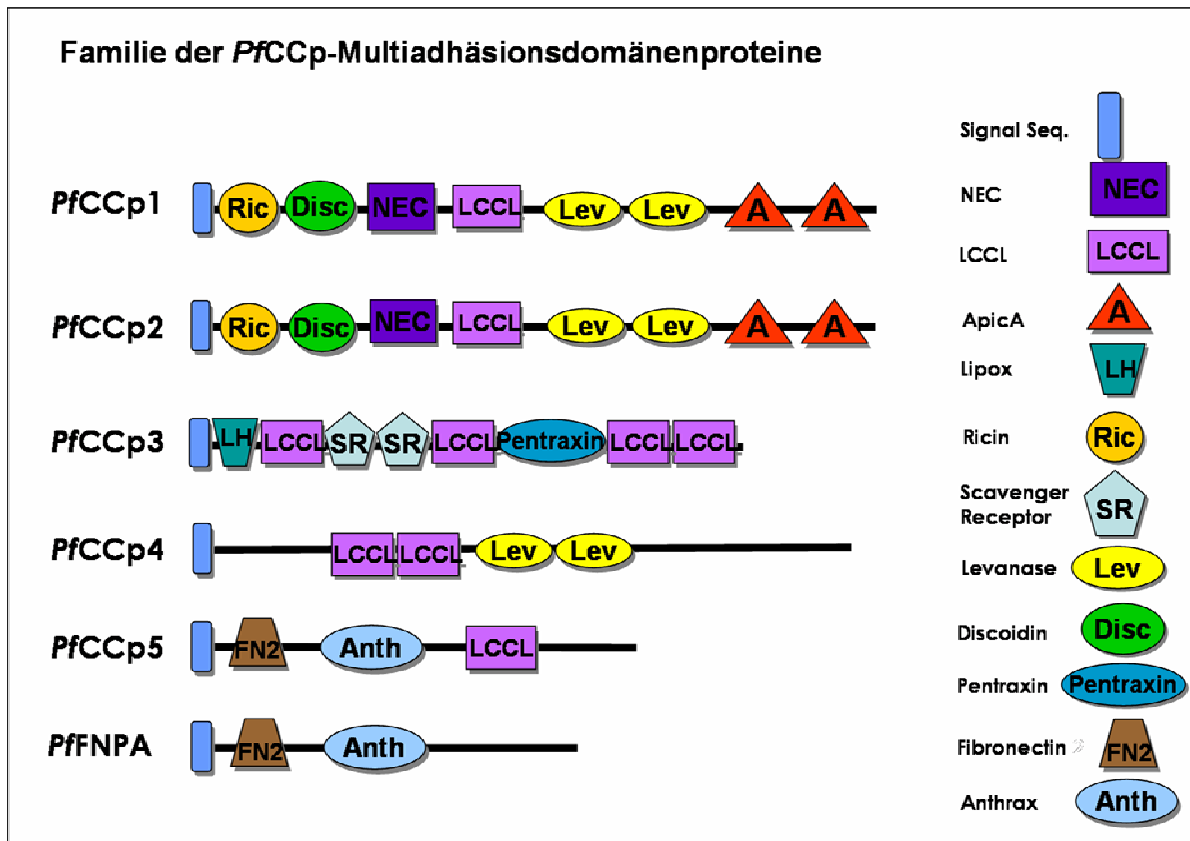 Familie der PfCCp-Multiadhäsionsdomänenproteine
PfCCp1
Ric Disc NEC LCCL Lev Lev A A
PfCCp2
Ric Disc NEC LCCL Lev Lev A A
PfCCp3
LH LCCL SR SR LCCL Pentraxin LCCL LCCL
PfCCp4
LCCL LCCL Lev Lev
PfCCp5
FN2 Anth LCCL
PfFNPA
FN2 Anth
Signal Seq.
NEC NEC
LCCL LCCL
ApicA A
Lipox LH
Ricin Ric
Scavenger
Receptor SR
Levanase Lev
Discoidin Disc
Pentraxin Pentraxin
Fibronectin 2 FN2
Anthrax Anth